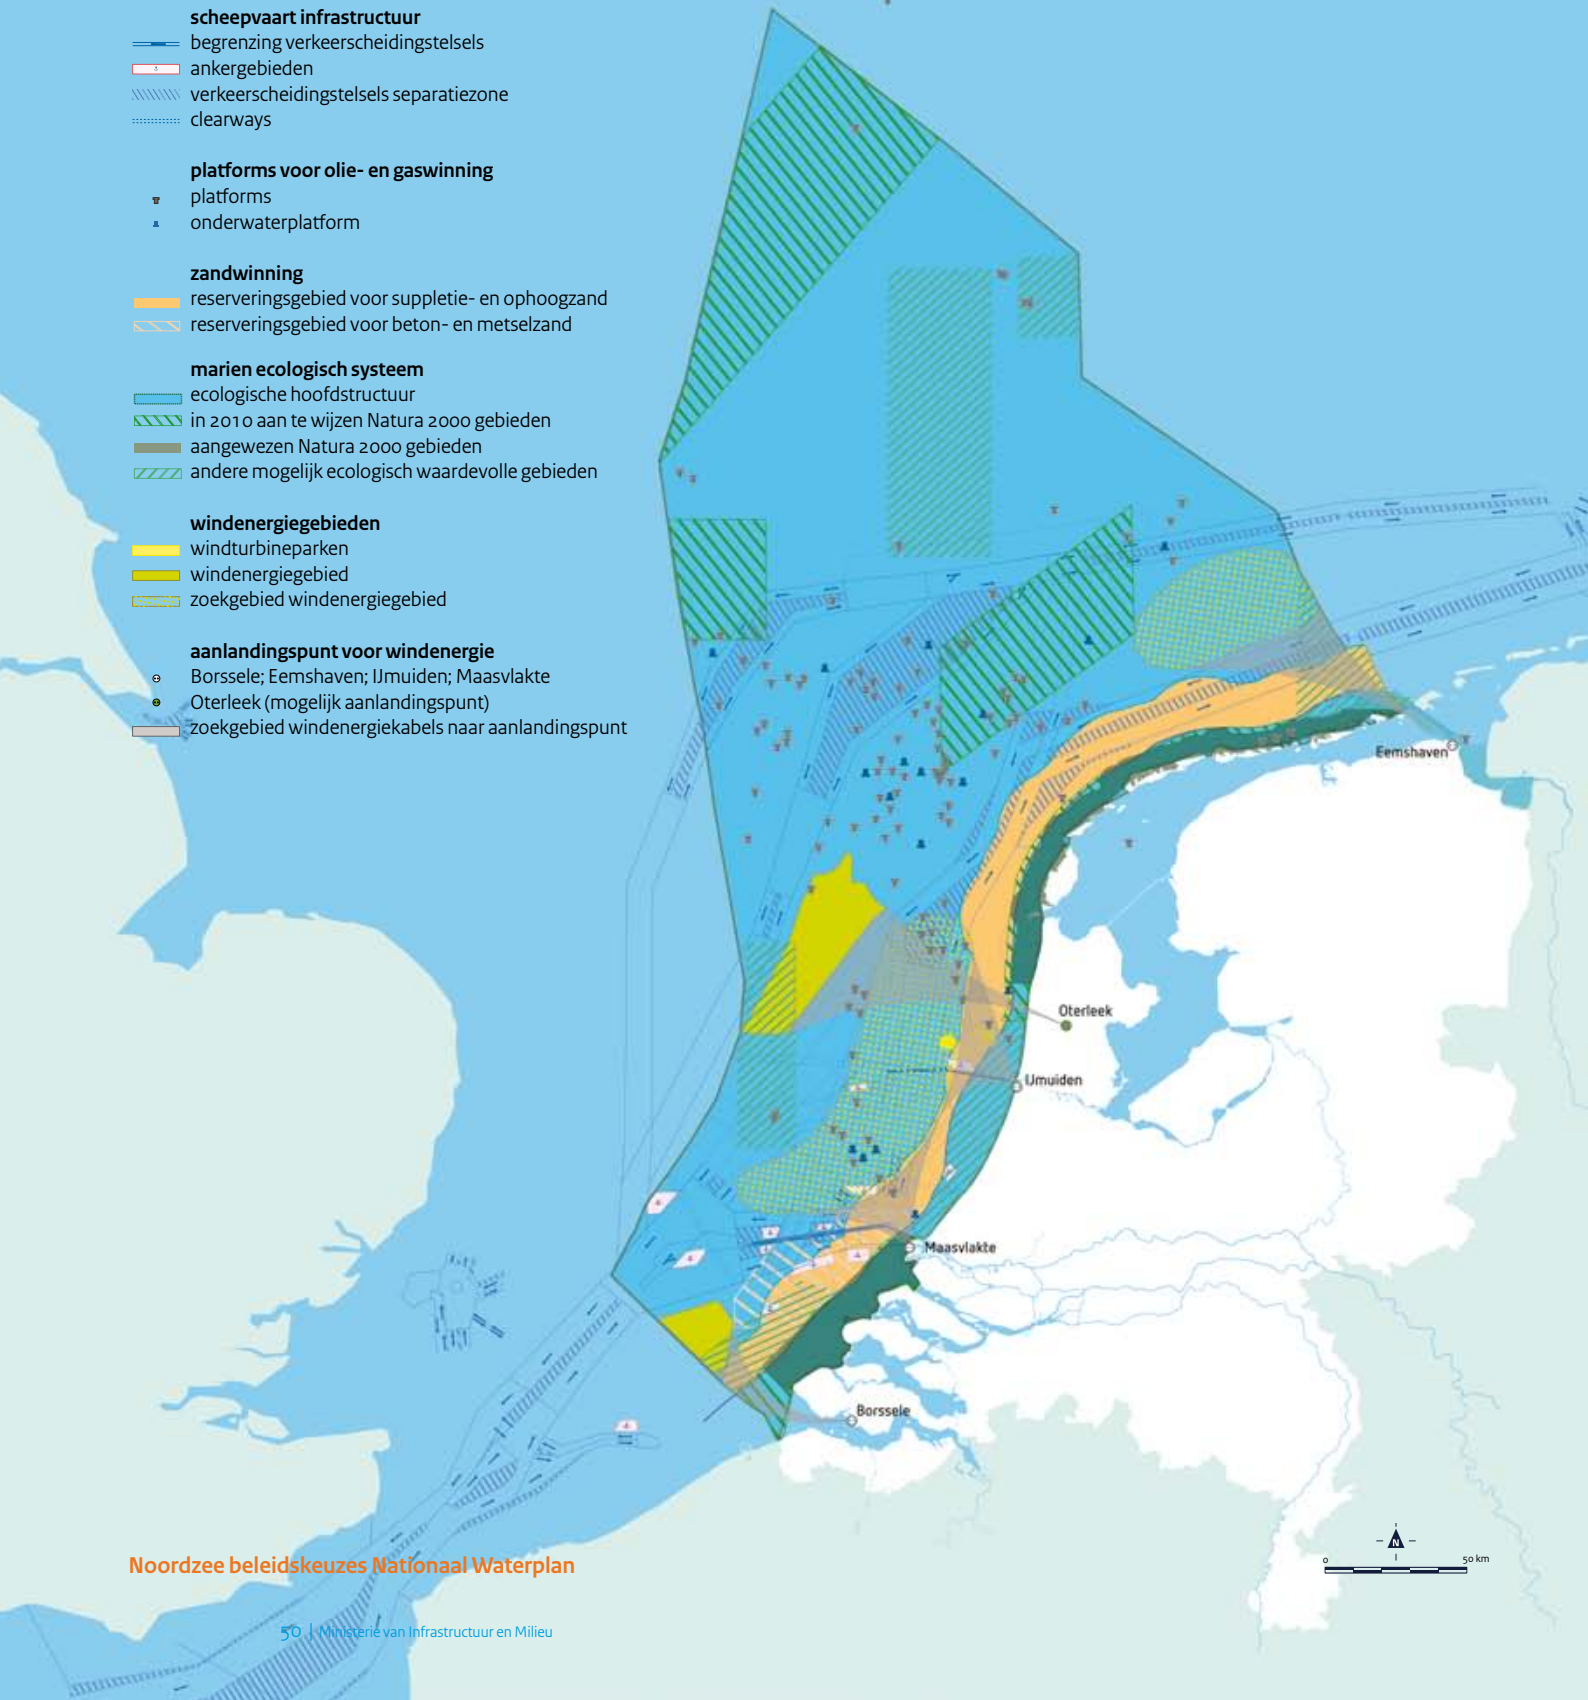 scheepvaart infrastructuur
begrenzing verkeerscheidingstelsels
ankergebieden
verkeerscheidingstelsels separatiezone
clearways
platforms voor olie- en gaswinning
platforms
onderwaterplatform
zandwinning
reserveringsgebied voor suppletie- en ophoogzand
reserveringsgebied voor beton- en metselzand
marien ecologisch systeem
ecologische hoofdstructuur
in 2010 aan te wijzen Natura 2000 gebieden
aangewezen Natura 2000 gebieden
andere mogelijk ecologisch waardevolle gebieden
windenergiegebieden
windturbineparken
windenergiegebied
zoekgebied windenergiegebied
aanlandingspunt voor windenergie
Borssele; Eemshaven; IJmuiden; Maasvlakte
Oterleek (mogelijk aanlandingspunt)
zoekgebied windenergiekabels naar aanlandingspunt
Eemshaven
Oterleek
IJmuiden
Maasvlakte
Borssele
N
0 50 km
Noordzee beleidskeuzes Nationaal Waterplan
50 | Ministerie van Infrastructuur en Milieu